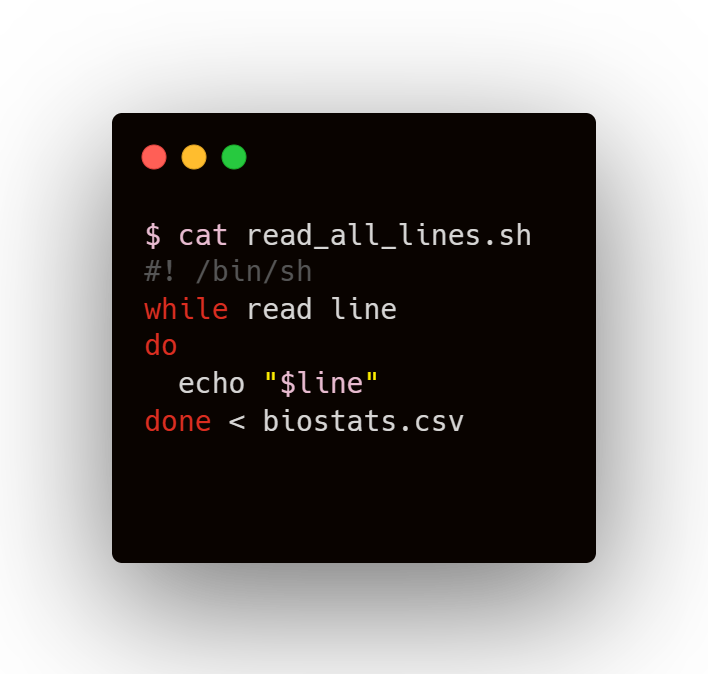 $ cat read_all_lines.sh
#! /bin/sh
while read line
do
  echo "$line"
done < biostats.csv